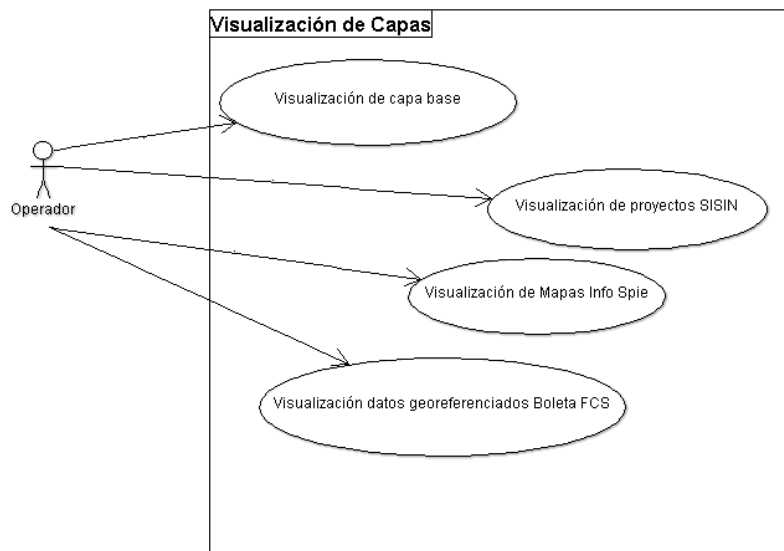 Visualización de Capas
Visualización de capa base
Operador
Visualización de proyectos SISIN
Visualización de Mapas Info Spie
Visualización datos georeferenciados Boleta FCS